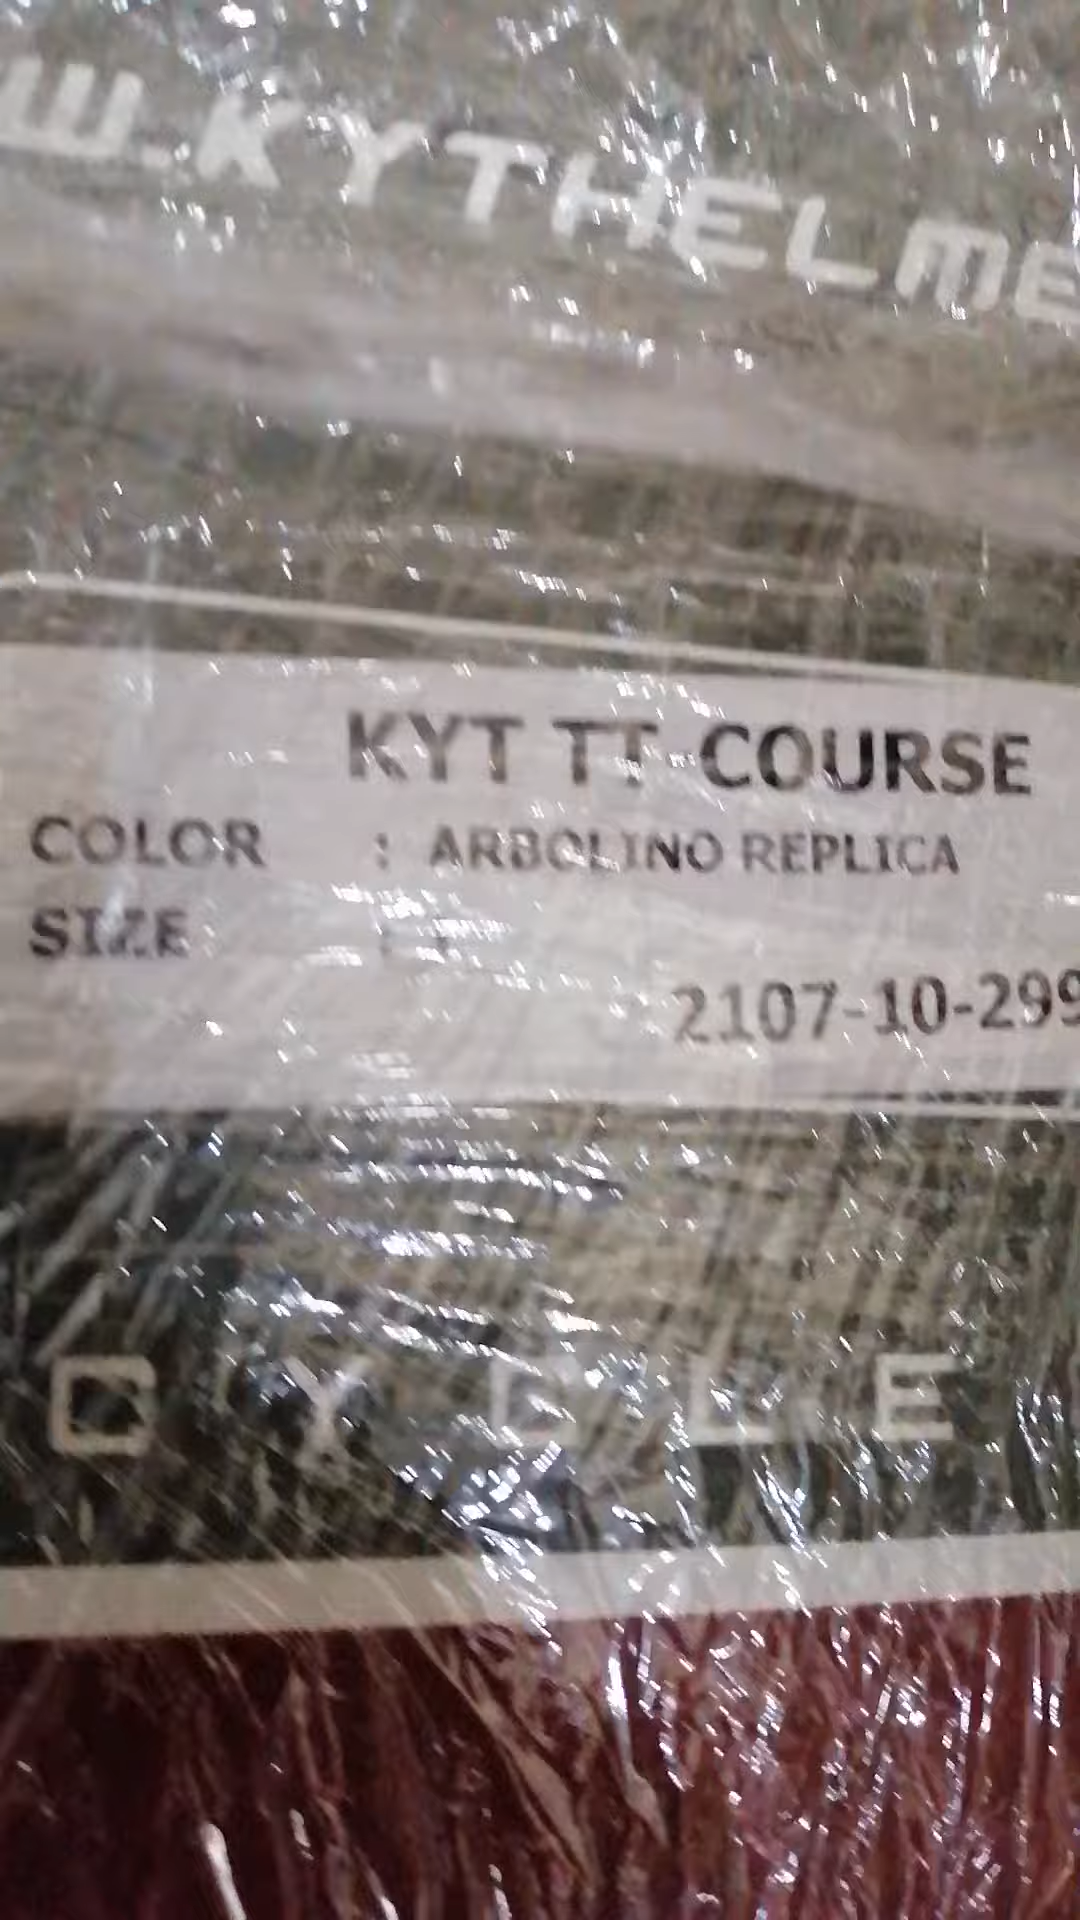 W.KYTHELME
KYT TT COURSE
COLOR : ARBOLINO REPLICA
SIZE :
2107-10-299
C Y C L E